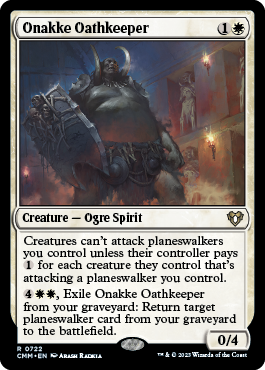 Onakke Oathkeeper 1
Creature — Ogre Spirit
Creatures can't attack planeswalkers
you control unless their controller pays
1 for each creature they control that's
attacking a planeswalker you control.
4, Exile Onakke Oathkeeper
from your graveyard: Return target
planeswalker card from your graveyard
to the battlefield.
0/4
R 0722
CMM • EN Arash Radkia
™ & © 2023 Wizards of the Coast